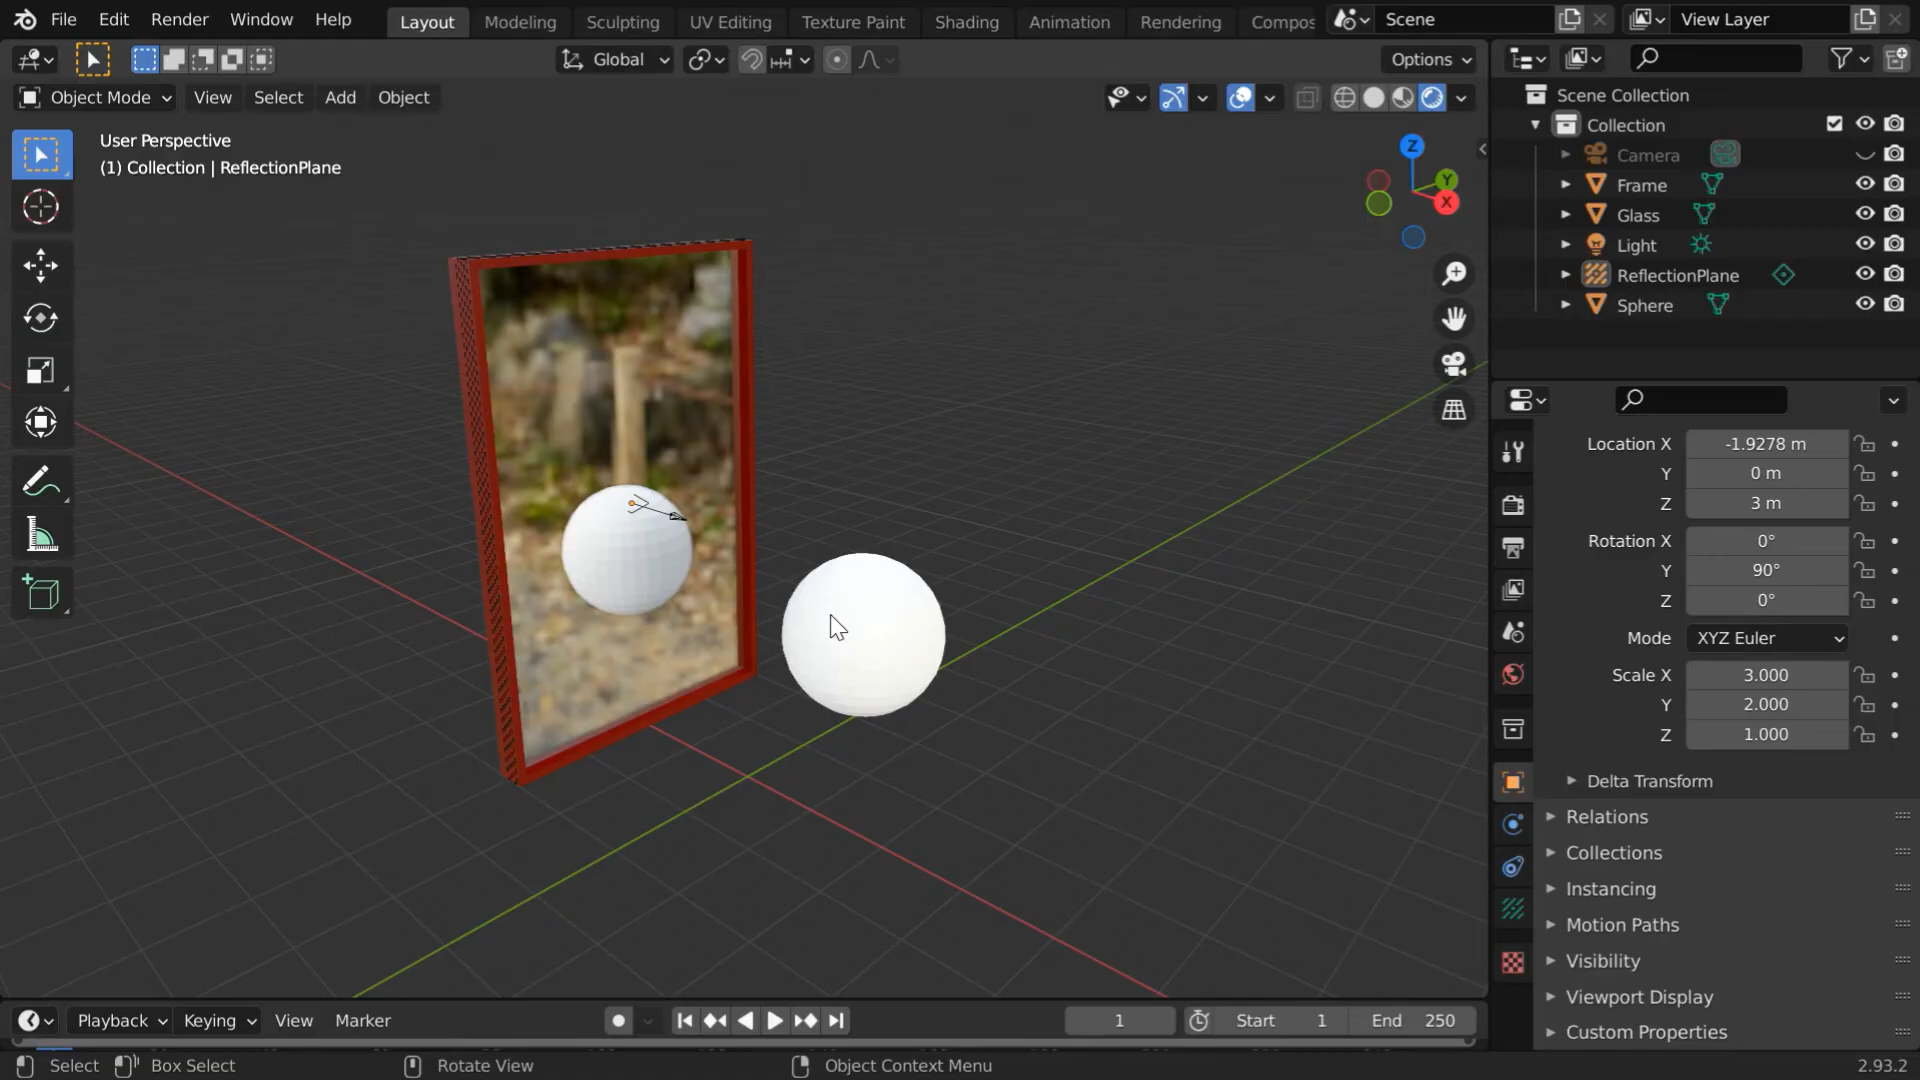 File Edit Render Window Help Layout Modeling Sculpting UV Editing Texture Paint Shading Animation Rendering Compos Scene View Layer
Global Options
Object Mode View Select Add Object
User Perspective
(1) Collection | ReflectionPlane
Z
Y
X
Scene Collection
Collection
Camera
Frame
Glass
Light
ReflectionPlane
Sphere
Location X -1.9278 m
Y 0 m
Z 3 m
Rotation X 0°
Y 90°
Z 0°
Mode XYZ Euler
Scale X 3.000
Y 2.000
Z 1.000
Delta Transform
Relations
Collections
Instancing
Motion Paths
Visibility
Viewport Display
Custom Properties
Playback Keying View Marker 1 Start 1 End 250
Select Box Select Rotate View Object Context Menu 2.93.2